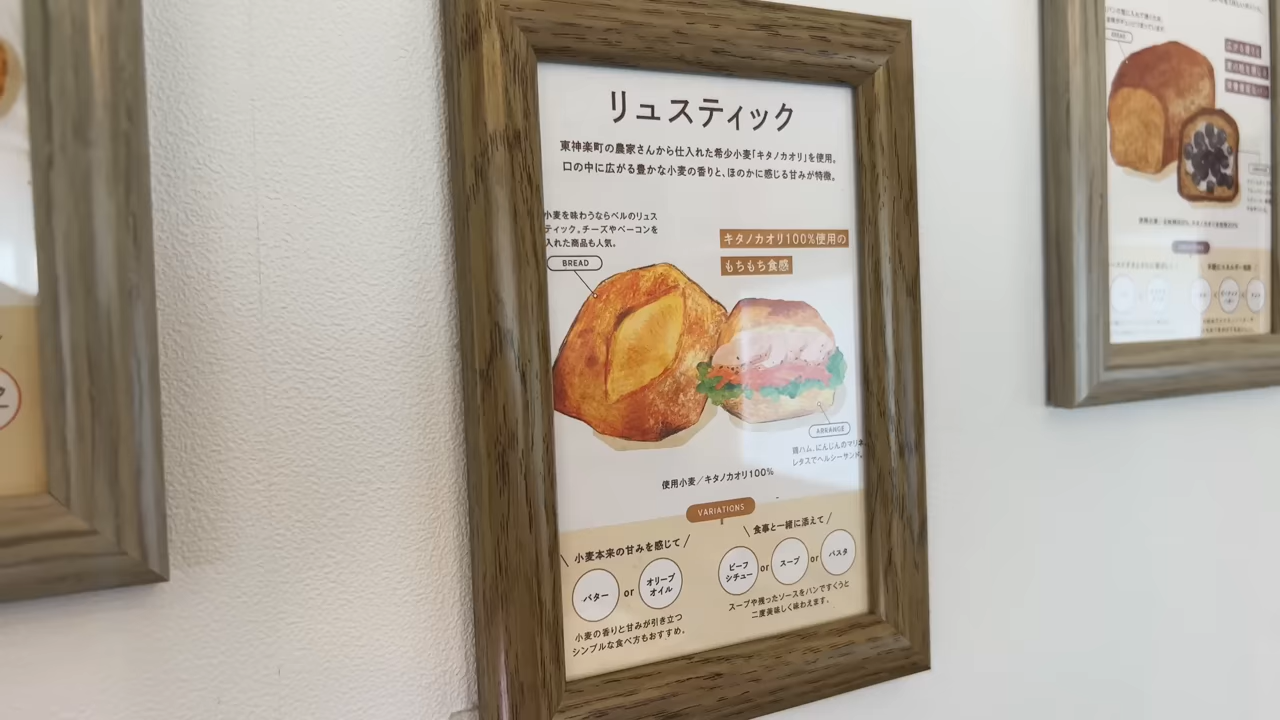 リュスティック
東神楽町の農家さんから仕入れた希少小麦「キタノカオリ」を使用。
口の中に広がる豊かな小麦の香りと、ほのかに感じる甘みが特徴。
小麦を味わうならベルのリュス
ティック。チーズやベーコンを
入れた商品も人気。
BREAD
キタノカオリ100%使用の
もちもち食感
ARRANGE
鶏ハム、にんじんのマリネ、
レタスでヘルシーサンド。
使用小麦／キタノカオリ100%
VARIATIONS
\ 小麦本来の甘みを感じて /
バター or オリーブ
オイル
小麦の香りと甘みが引き立つ
シンプルな食べ方もおすすめ。
\ 食事と一緒に添えて /
ビーフ
シチュー or スープ or パスタ
スープや残ったソースをパンですくうと
二度美味しく味わえます。
BREAD